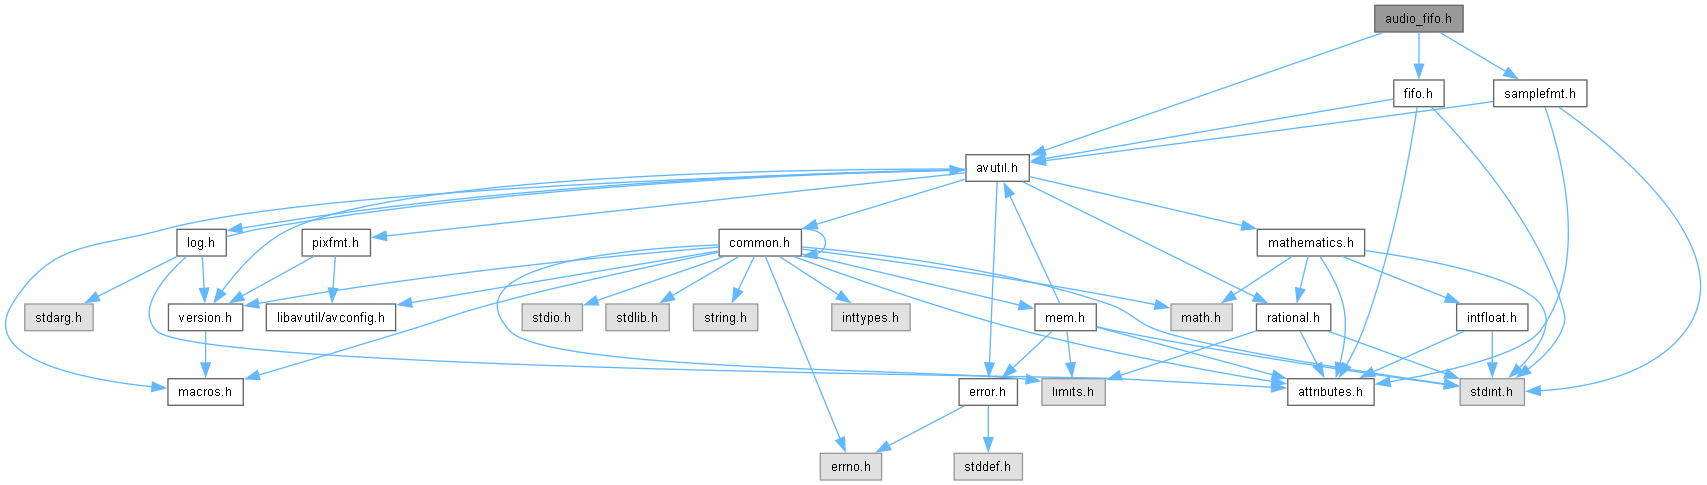 audio_fifo.h
fifo.h
samplefmt.h
avutil.h
log.h
pixfmt.h
common.h
mathematics.h
stdarg.h
version.h
libavutil/avconfig.h
stdio.h
stdlib.h
string.h
inttypes.h
mem.h
math.h
rational.h
intfloat.h
macros.h
error.h
limits.h
attributes.h
stdint.h
errno.h
stddef.h